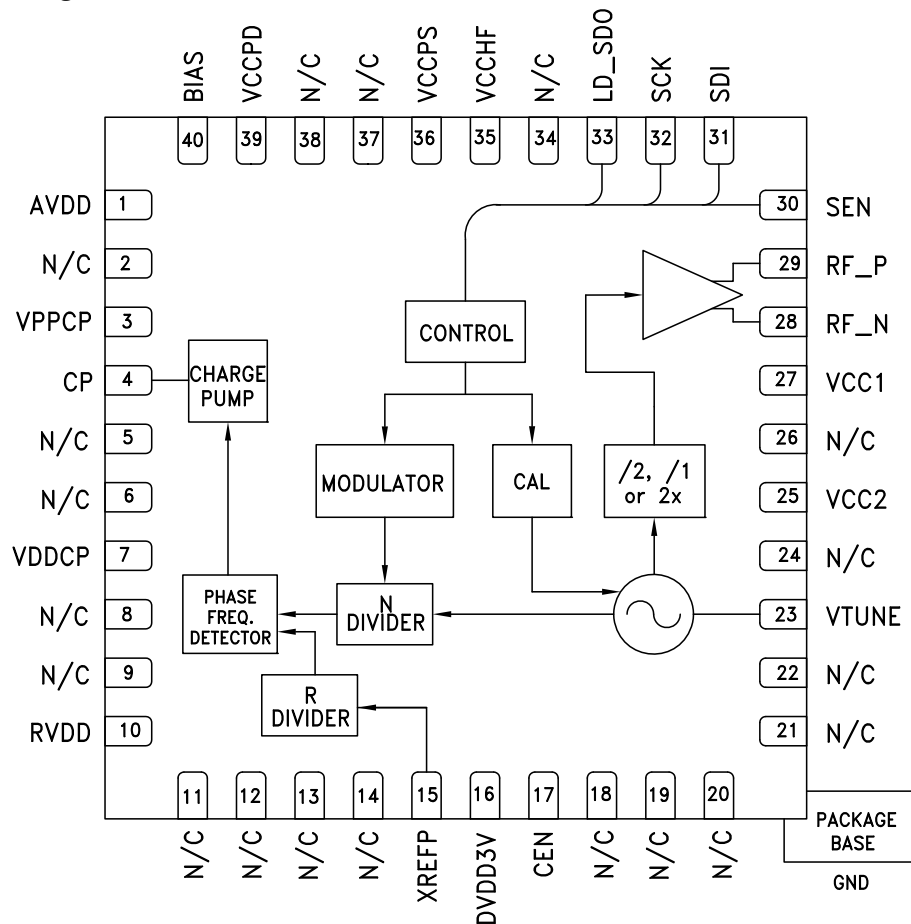 BIAS
VCCPD
N/C
N/C
VCCPS
VCCHF
N/C
LD_SDO
SCK
SDI
40
39
38
37
36
35
34
33
32
31
AVDD 1
N/C 2
VPPCP 3
CP 4
N/C 5
N/C 6
VDDCP 7
N/C 8
N/C 9
RVDD 10
CONTROL
CHARGE
PUMP
MODULATOR
CAL
/2, /1
or 2x
PHASE
FREQ.
DETECTOR
N
DIVIDER
R
DIVIDER
30 SEN
29 RF_P
28 RF_N
27 VCC1
26 N/C
25 VCC2
24 N/C
23 VTUNE
22 N/C
21 N/C
11
12
13
14
15
16
17
18
19
20
N/C
N/C
N/C
N/C
XREFP
DVDD3V
CEN
N/C
N/C
N/C
PACKAGE
BASE
GND